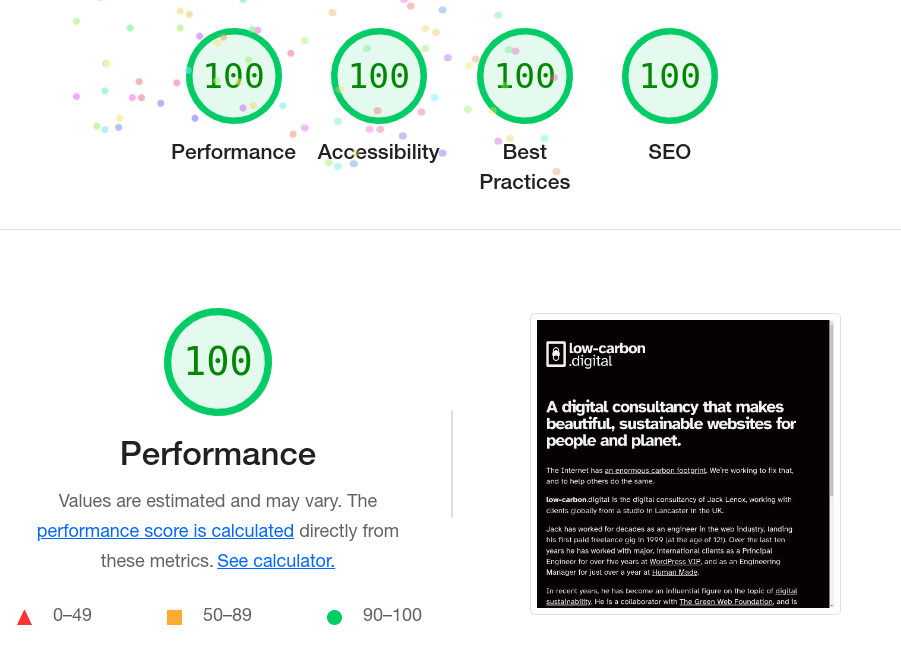 100 100 100 100
Performance Accessibility Best Practices SEO
100
Performance
Values are estimated and may vary. The
performance score is calculated directly from
these metrics. See calculator.
0–49 50–89 90–100
low-carbon
.digital
A digital consultancy that makes
beautiful, sustainable websites for
people and planet.
The Internet has an enormous carbon footprint. We're working to fix that,
and to help others do the same.
low-carbon.digital is the digital consultancy of Jack Lenox, working with
clients globally from a studio in Lancaster in the UK.
Jack has worked for decades as an engineer in the web industry, landing
his first paid freelance gig in 1999 (at the age of 12!). Over the last ten
years he has worked with major, international clients as a Principal
Engineer for over five years at WordPress VIP, and as an Engineering
Manager for just over a year at Human Made.
In recent years, he has become an influential figure on the topic of digital
sustainability. He is a collaborator with The Green Web Foundation, and is